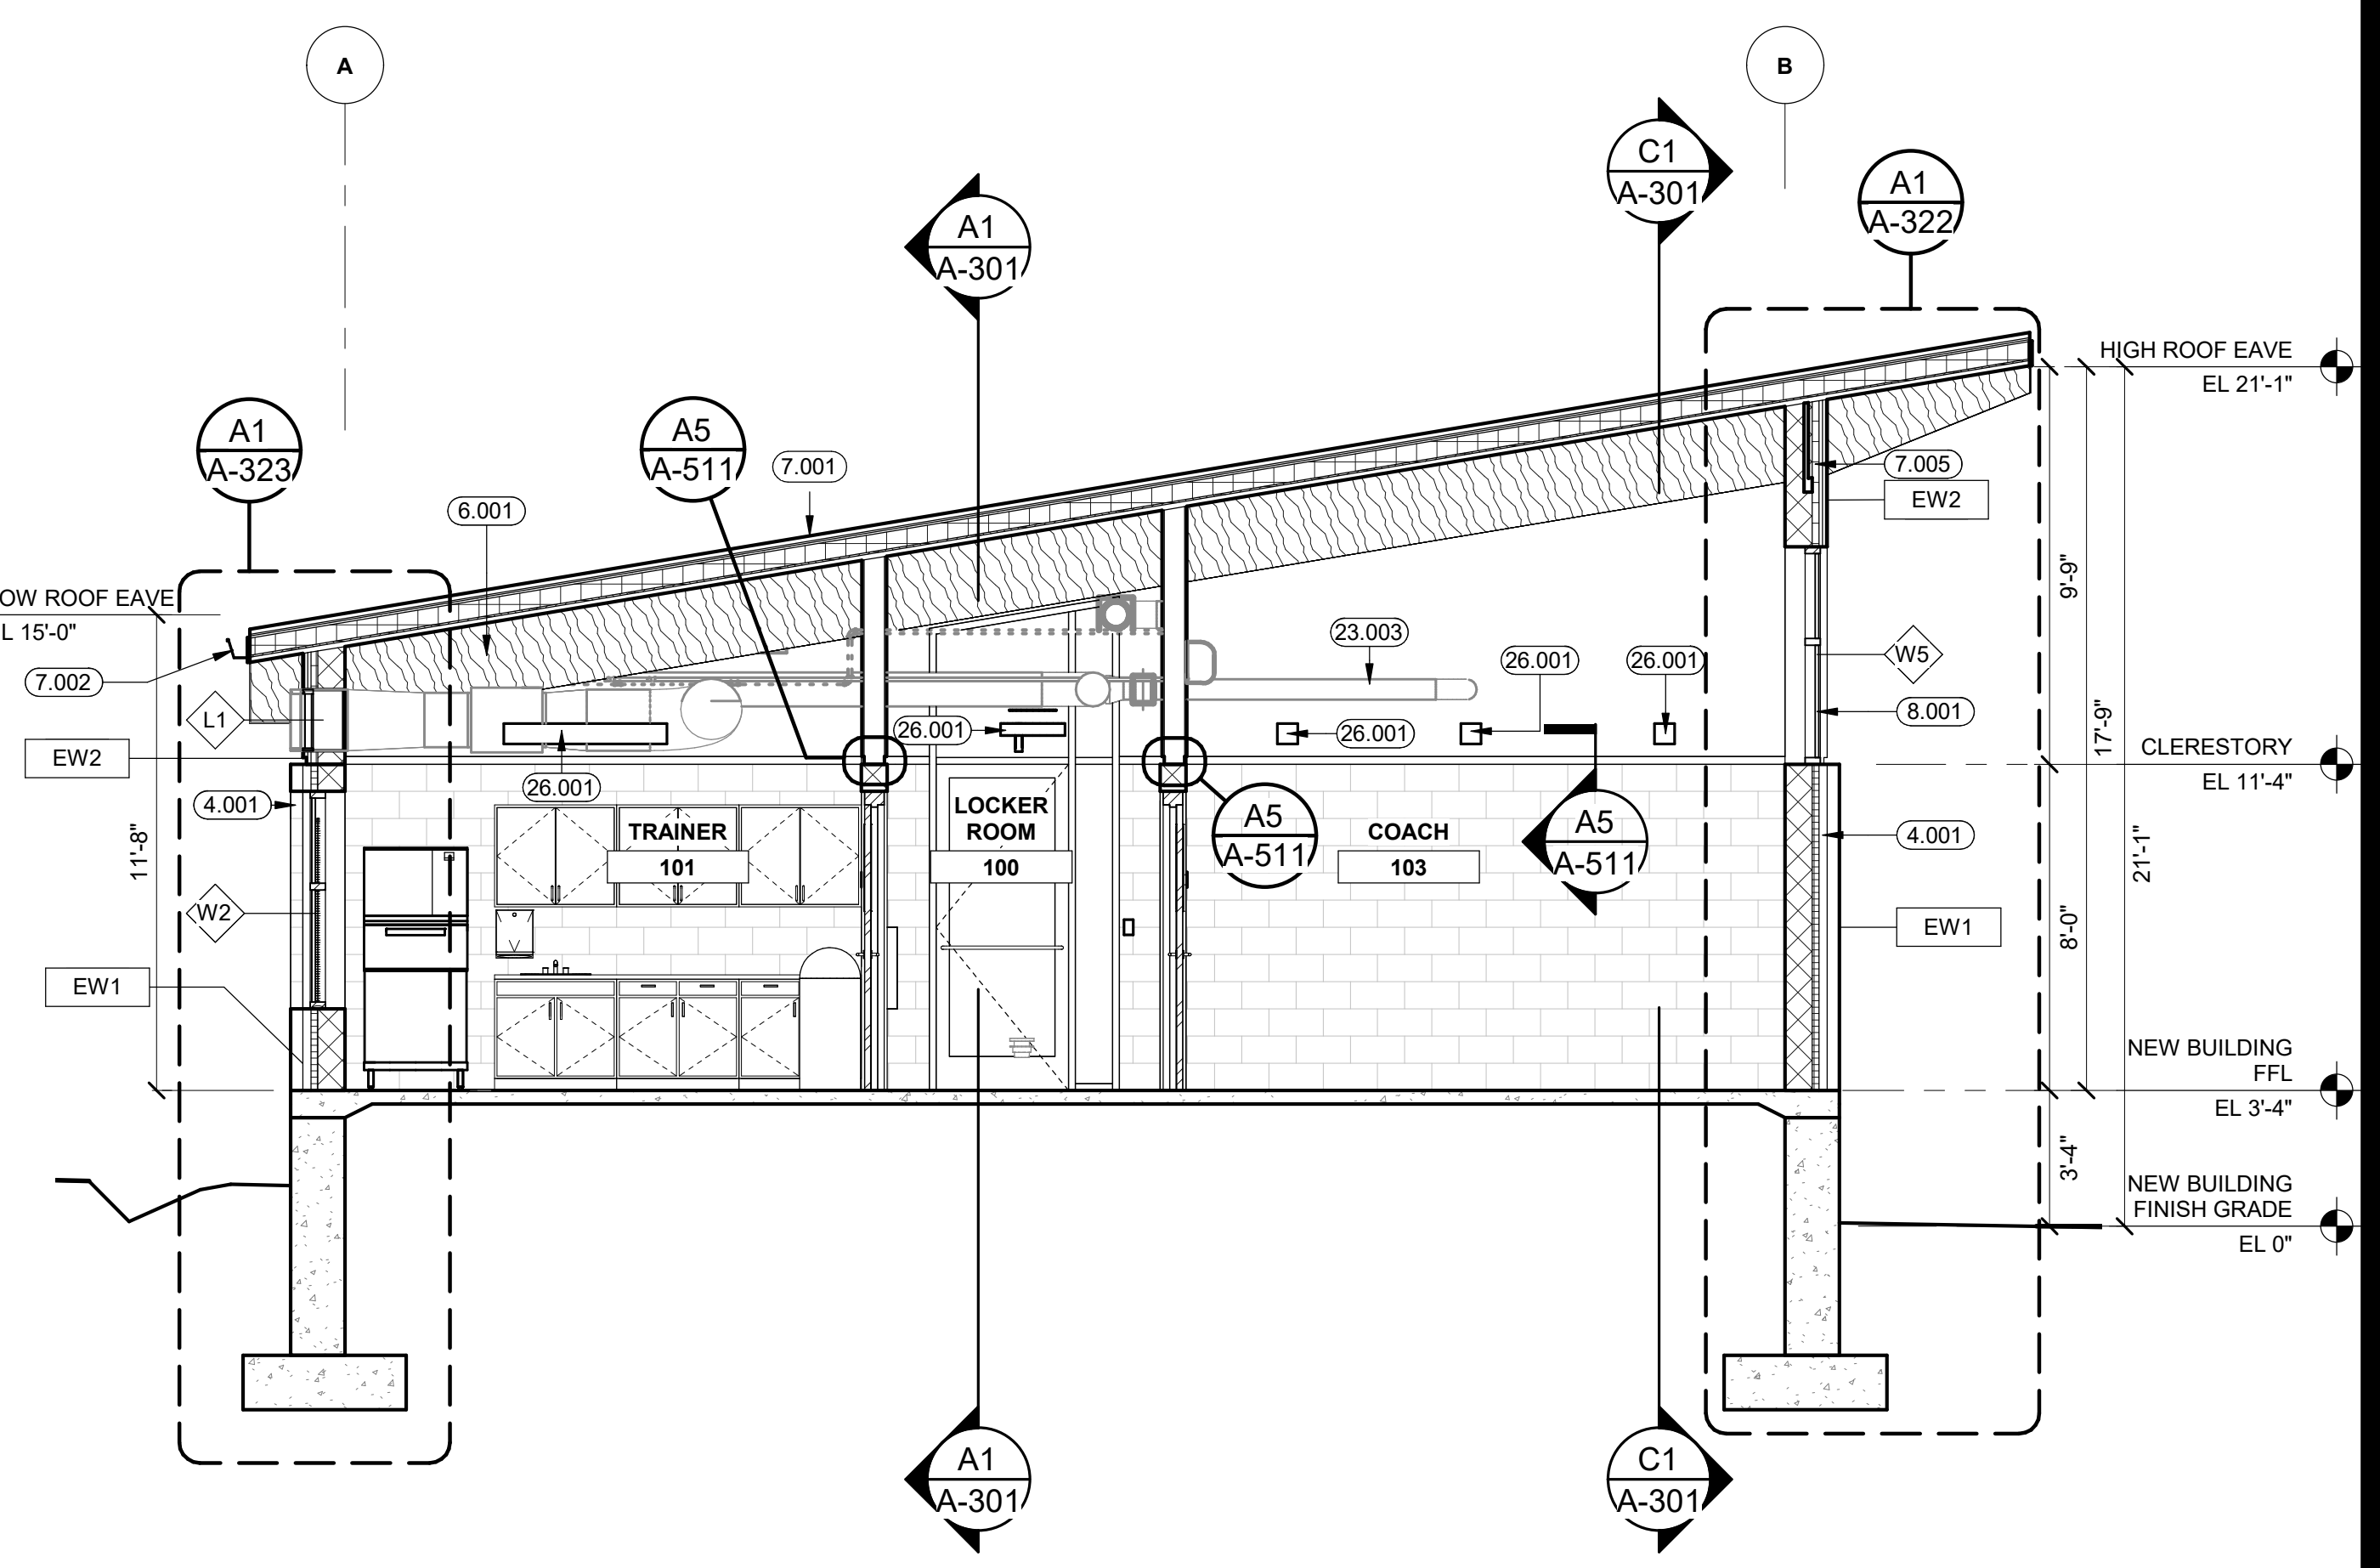 A
B
C1
A-301
A1
A-322
A1
A-301
HIGH ROOF EAVE
EL 21'-1"
A1
A-323
A5
A-511
7.001
7.005
EW2
6.001
9'-9"
OW ROOF EAVE
L 15'-0"
7.002
23.003
26.001
26.001
W5
L1
26.001
26.001
8.001
17'-9"
EW2
CLERESTORY
EL 11'-4"
26.001
4.001
11'-8"
TRAINER
101
LOCKER
ROOM
100
A5
A-511
COACH
103
A5
A-511
4.001
21'-1"
W2
EW1
8'-0"
EW1
NEW BUILDING
FFL
EL 3'-4"
3'-4"
NEW BUILDING
FINISH GRADE
EL 0"
A1
A-301
C1
A-301